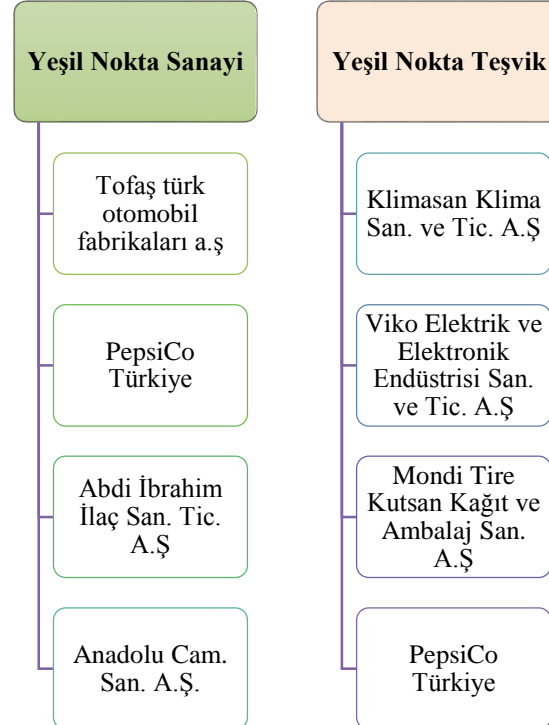 Yeşil Nokta Sanayi
Tofaş türk
otomobil
fabrikaları a.ş
PepsiCo
Türkiye
Abdi İbrahim
İlaç San. Tic.
A.Ş
Anadolu Cam.
San. A.Ş.
Yeşil Nokta Teşvik
Klimasan Klima
San. ve Tic. A.Ş
Viko Elektrik ve
Elektronik
Endüstrisi San.
ve Tic. A.Ş
Mondi Tire
Kutsan Kağıt ve
Ambalaj San.
A.Ş
PepsiCo
Türkiye